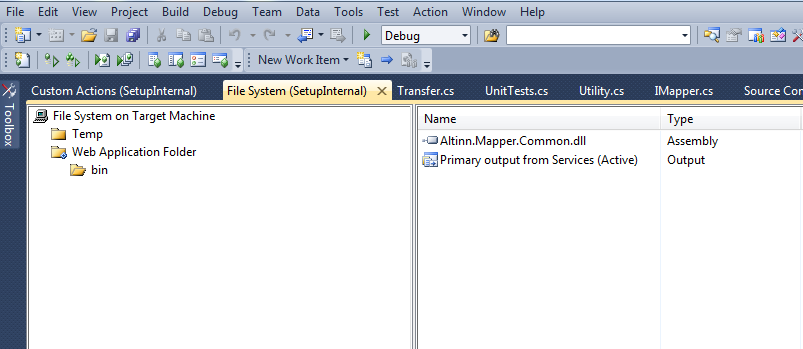 File Edit View Project Build Debug Team Data Tools Test Action Window Help
Debug
New Work Item
Toolbox
Custom Actions (SetupInternal) File System (SetupInternal) Transfer.cs UnitTests.cs Utility.cs IMapper.cs Source Con
File System on Target Machine
Temp
Web Application Folder
bin
Name Type
Altinn.Mapper.Common.dll Assembly
Primary output from Services (Active) Output